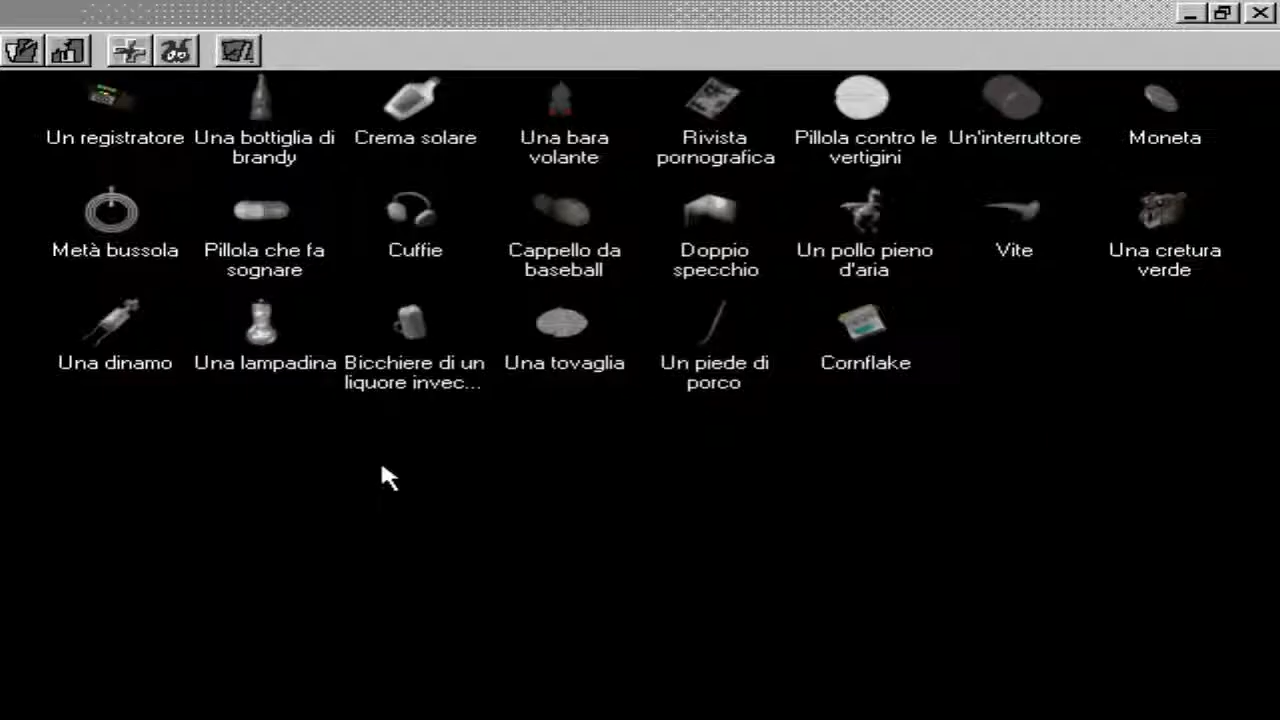 Un registratore
Una bottiglia di
brandy
Crema solare
Una bara
volante
Rivista
pornografica
Pillola contro le
vertigini
Un'interruttore
Moneta
Metà bussola
Pillola che fa
sognare
Cuffie
Cappello da
baseball
Doppio
specchio
Un pollo pieno
d'aria
Vite
Una cretura
verde
Una dinamo
Una lampadina
Bicchiere di un
liquore invec...
Una tovaglia
Un piede di
porco
Cornflake